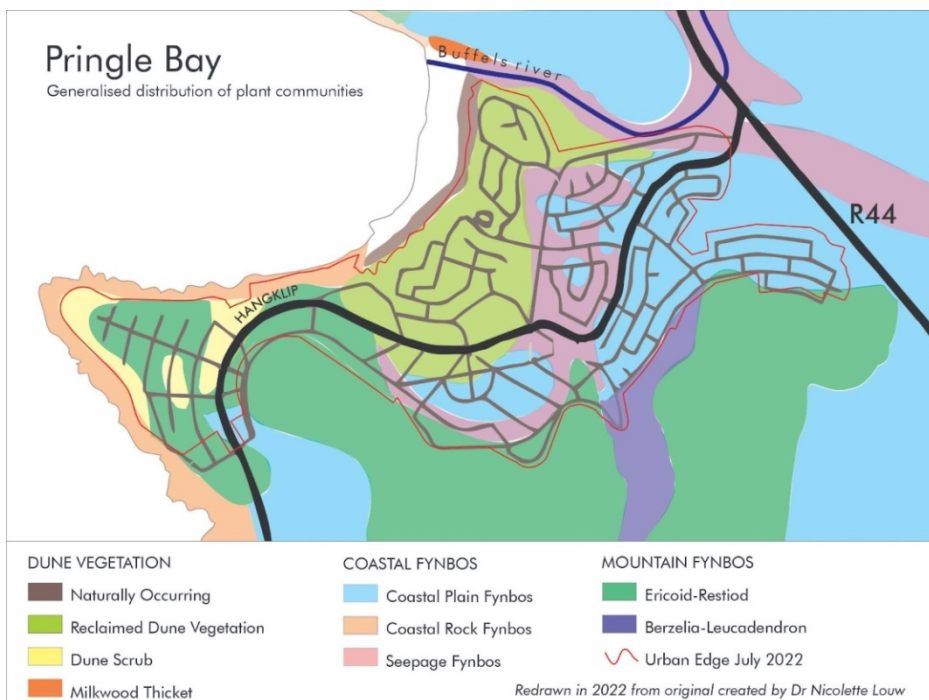 Pringle Bay
Generalised distribution of plant communities
Buffels river
R44
HANGKLIP
DUNE VEGETATION
Naturally Occurring
Reclaimed Dune Vegetation
Dune Scrub
Milkwood Thicket
COASTAL FYNBOS
Coastal Plain Fynbos
Coastal Rock Fynbos
Seepage Fynbos
MOUNTAIN FYNBOS
Ericoid-Restiod
Berzelia-Leucadendron
Urban Edge July 2022
Redrawn in 2022 from original created by Dr Nicolette Louw